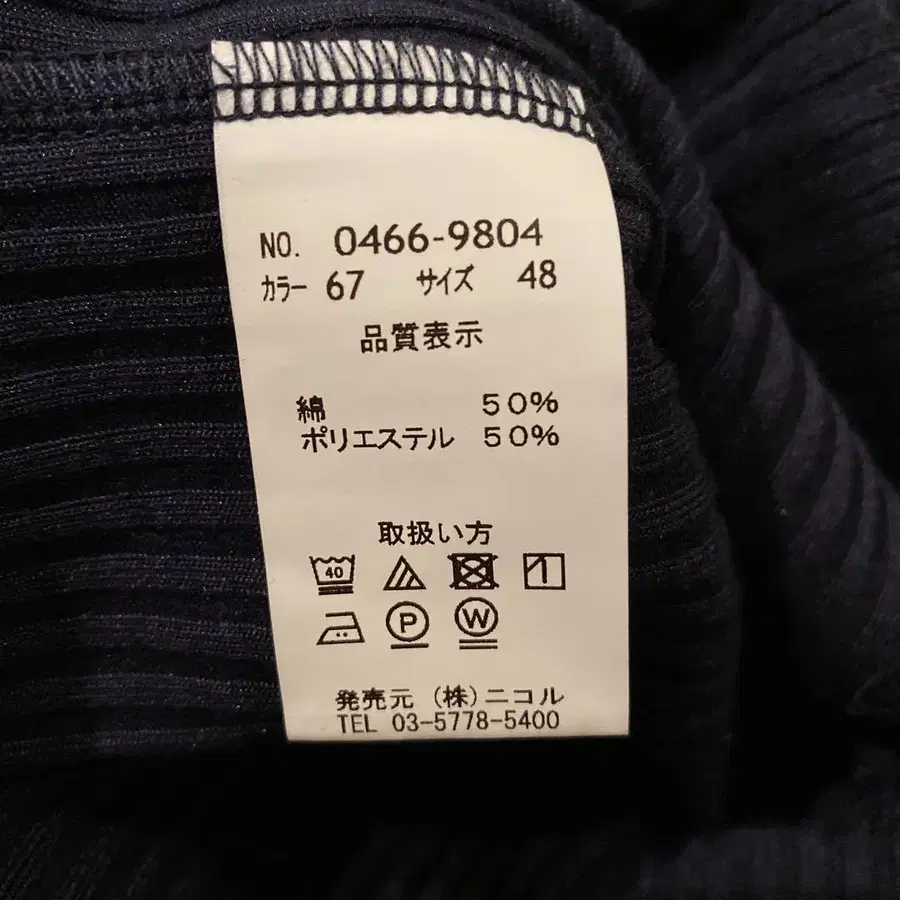 NO. 0466-9804
カラー 67 サイズ 48
品質表示
綿 50%
ポリエステル 50%
取扱い方
40
P W
発売元 (株)ニコル
TEL 03-5778-5400